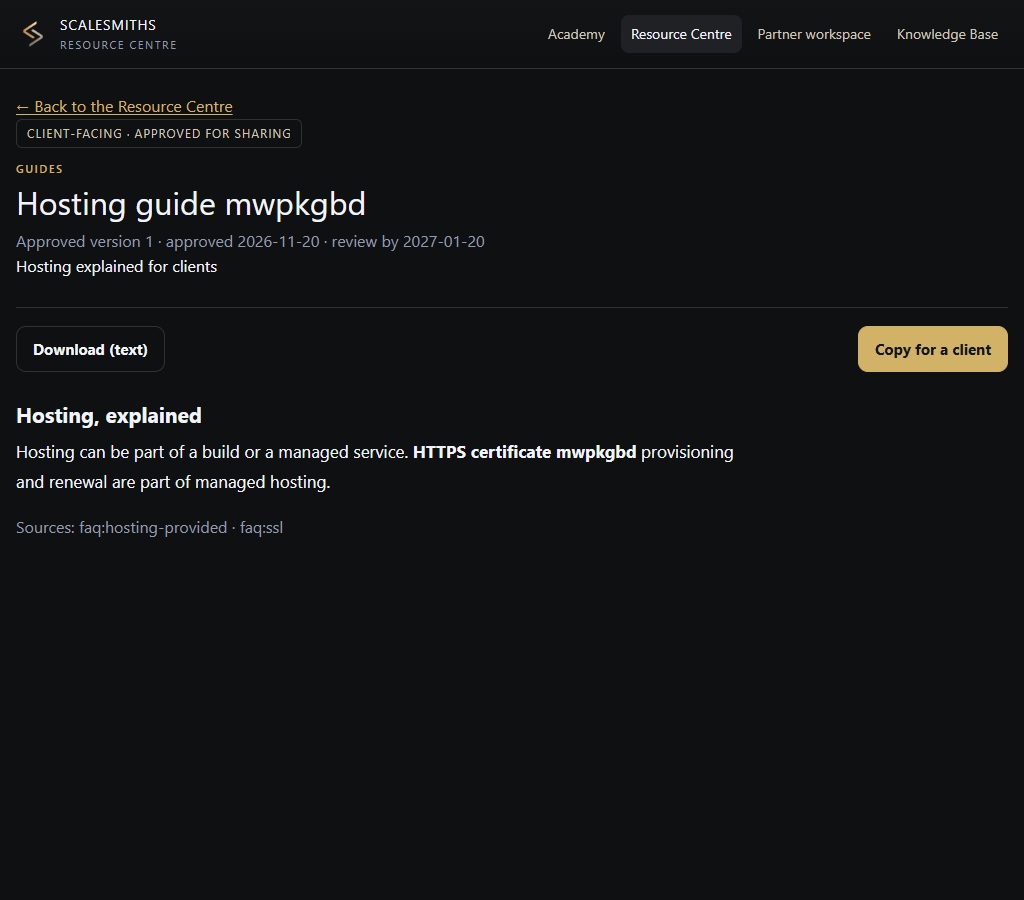 SCALESMITHS
RESOURCE CENTRE
Academy
Resource Centre
Partner workspace
Knowledge Base
← Back to the Resource Centre
CLIENT-FACING · APPROVED FOR SHARING
GUIDES
Hosting guide mwpkgbd
Approved version 1 · approved 2026-11-20 · review by 2027-01-20
Hosting explained for clients
Download (text)
Copy for a client
Hosting, explained
Hosting can be part of a build or a managed service. HTTPS certificate mwpkgbd provisioning
and renewal are part of managed hosting.
Sources: faq:hosting-provided · faq:ssl